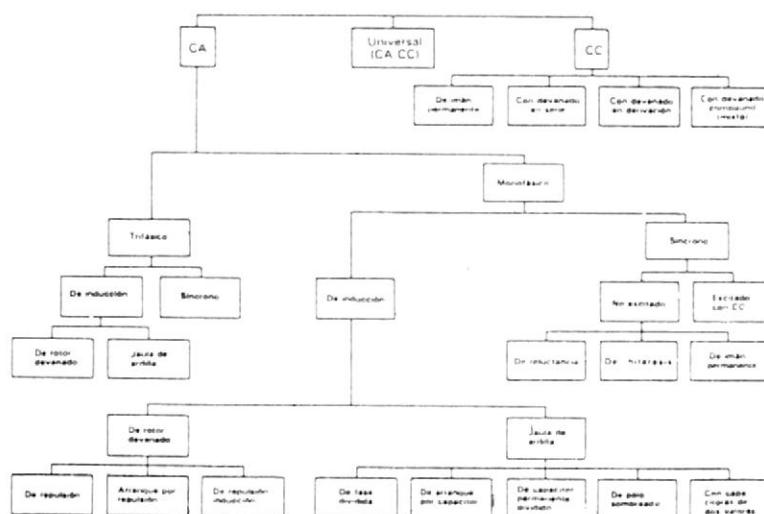 CA
Universal
(CA CC)
CC
De imán
permanente
Con devanado
en serie
Con devanado
en derivación
Con devanado
compound
(mixto)
Monofásico
Trifásico
Síncrono
De inducción
Síncrono
De inducción
No excitado
Excitado
con CC
De rotor
devanado
Jaula de
ardilla
De reluctancia
De histéresis
De imán
permanente
De rotor
devanado
Jaula de
ardilla
De repulsión
Arranque por
repulsión
De repulsión
inducción
De fase
dividida
De arranque
por capacitor
De capacitor
permanente
dividido
De polo
sombreado
Con capa
citores de
dos valores